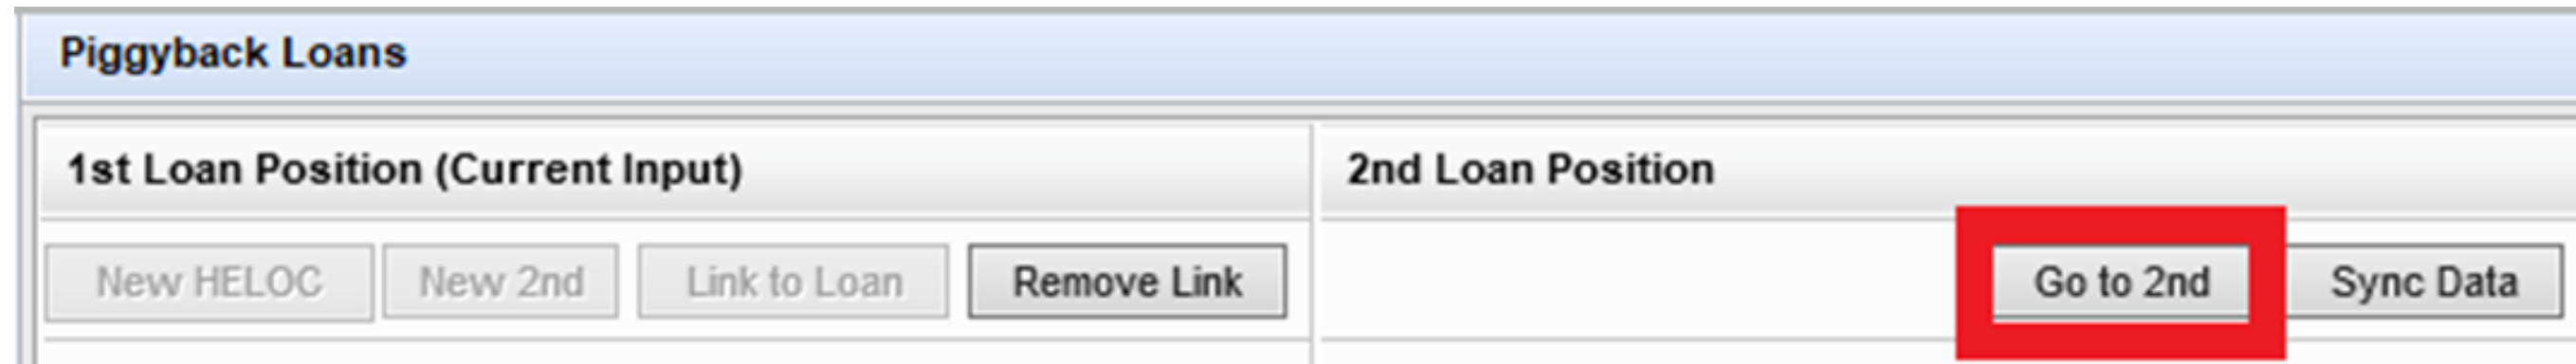 Piggyback Loans
1st Loan Position (Current Input) 2nd Loan Position
New HELOC New 2nd Link to Loan Remove Link Go to 2nd Sync Data